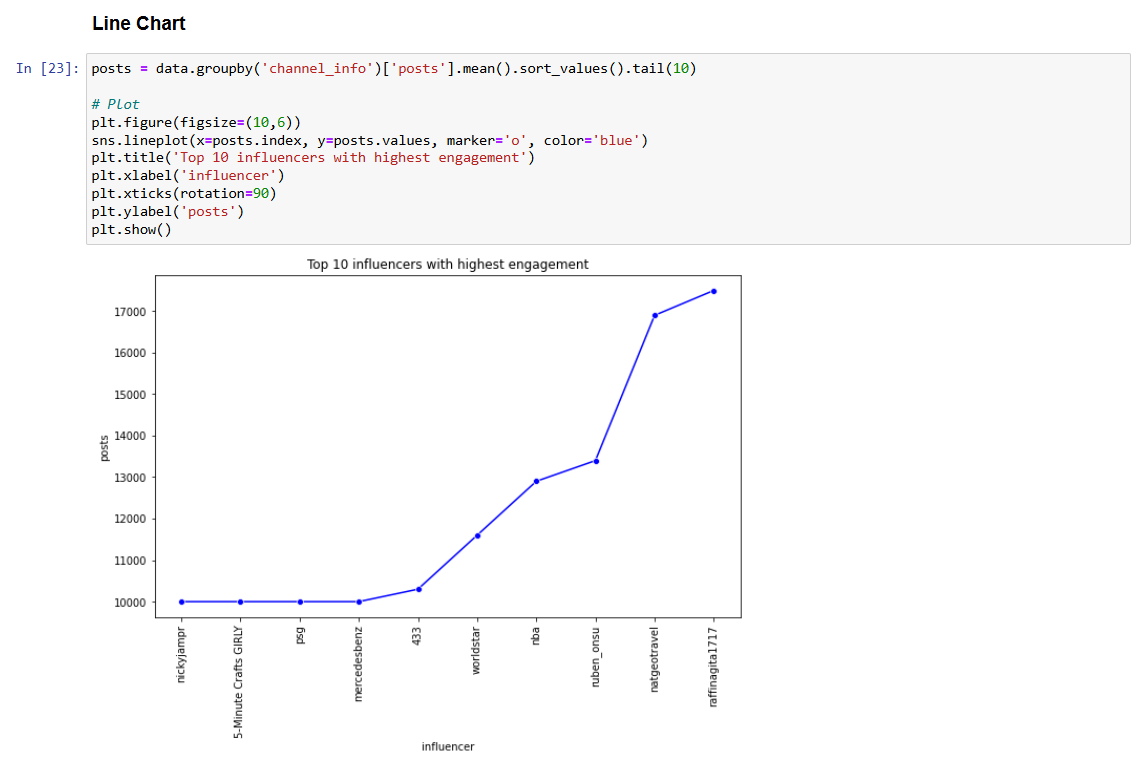 Line Chart
In [23]: posts = data.groupby('channel_info')['posts'].mean().sort_values().tail(10)
# Plot
plt.figure(figsize=(10,6))
sns.lineplot(x=posts.index, y=posts.values, marker='o', color='blue')
plt.title('Top 10 influencers with highest engagement')
plt.xlabel('influencer')
plt.xticks(rotation=90)
plt.ylabel('posts')
plt.show()
Top 10 influencers with highest engagement
17000
16000
15000
14000
13000
12000
11000
10000
posts
nickyjampr
5-Minute Crafts GIRLY
psg
mercedesbenz
433
worldstar
nba
ruben_onsu
natgeotravel
raffinagita1717
influencer